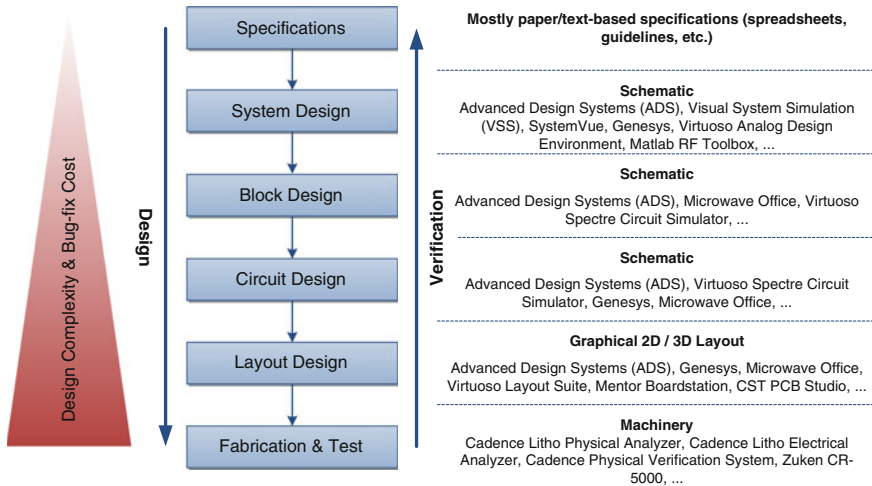 Design Complexity & Bug-fix Cost
Design
Specifications
System Design
Block Design
Circuit Design
Layout Design
Fabrication & Test
Verification
Mostly paper/text-based specifications (spreadsheets,
guidelines, etc.)
Schematic
Advanced Design Systems (ADS), Visual System Simulation
(VSS), SystemVue, Genesys, Virtuoso Analog Design
Environment, Matlab RF Toolbox, ...
Schematic
Advanced Design Systems (ADS), Microwave Office, Virtuoso
Spectre Circuit Simulator, ...
Schematic
Advanced Design Systems (ADS), Virtuoso Spectre Circuit
Simulator, Genesys, Microwave Office, ...
Graphical 2D / 3D Layout
Advanced Design Systems (ADS), Genesys, Microwave Office,
Virtuoso Layout Suite, Mentor Boardstation, CST PCB Studio, ...
Machinery
Cadence Litho Physical Analyzer, Cadence Litho Electrical
Analyzer, Cadence Physical Verification System, Zuken CR-
5000, ...